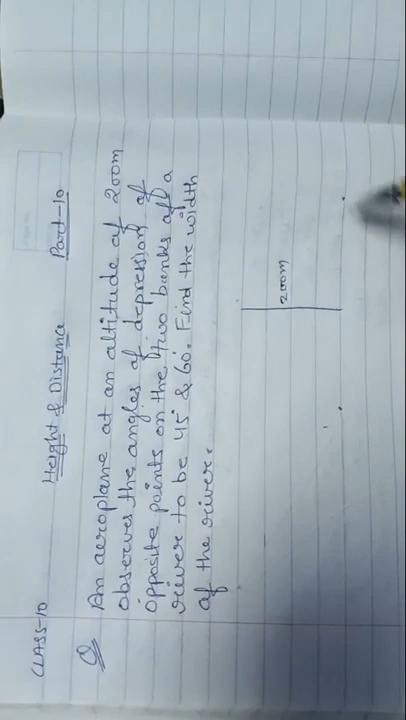 CLASS-10
Height & Distance Part-10
Q An aeroplane at an altitude of 200m
observes the angles of depression of
opposite points on the two banks of a
river to be 45° & 60°. Find the width
of the river.
200m